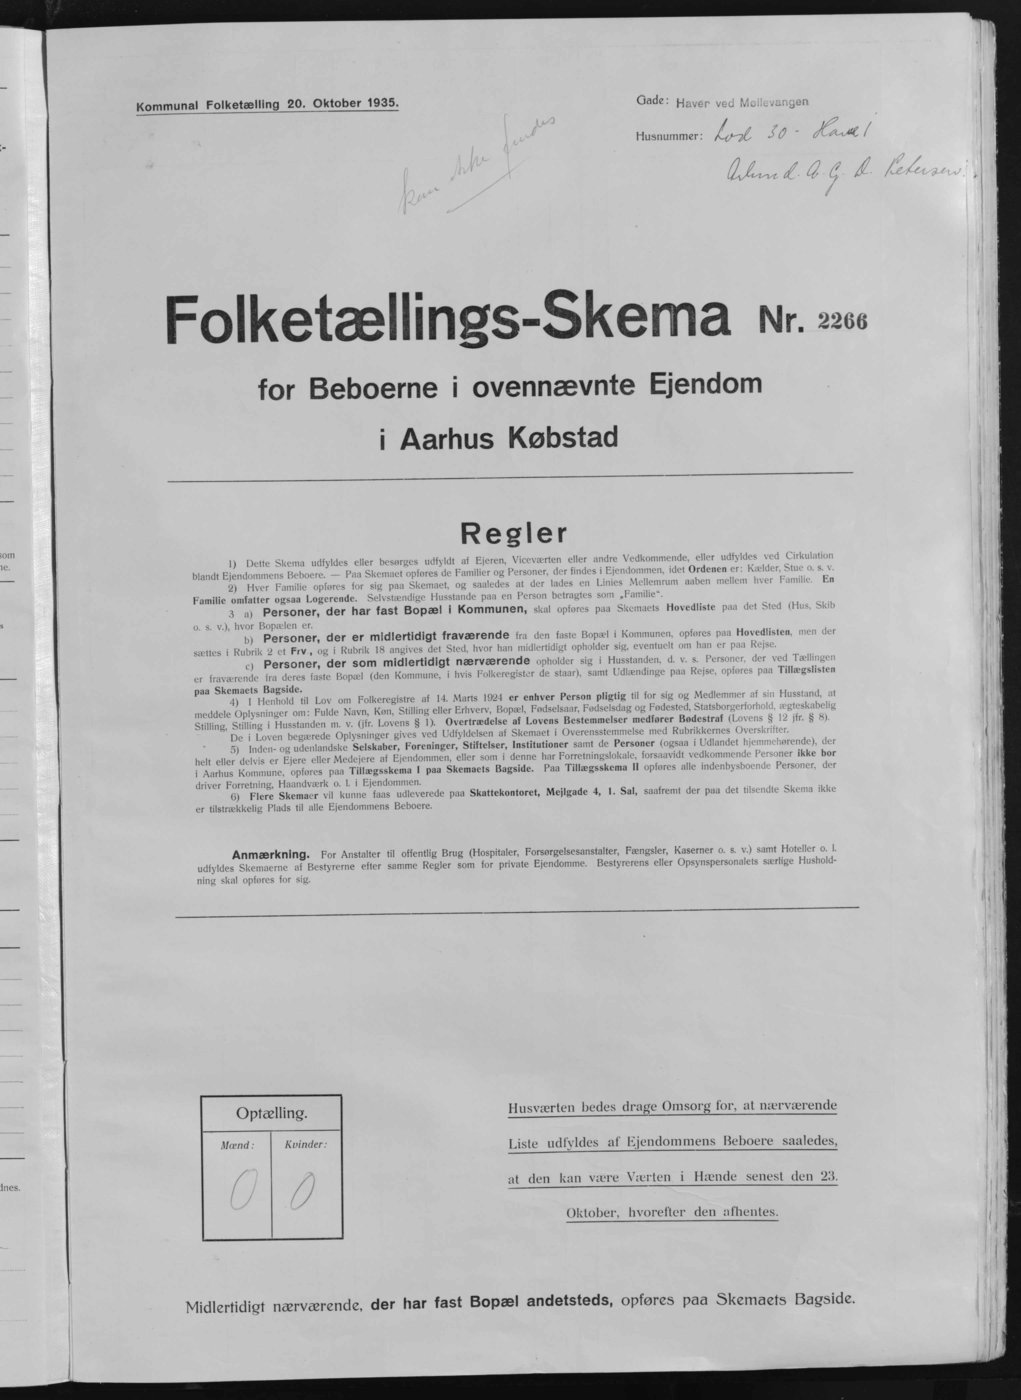 Kommunal Folketælling 20. Oktober 1935.
Gade: Haver ved Møllevangen
Husnummer: Lod 30 - Have 1
A. G. D. Petersen
kan ikke findes
Folketællings-Skema Nr. 2266
for Beboerne i ovennævnte Ejendom
i Aarhus Købstad
Regler
1) Dette Skema udfyldes eller besørges udfyldt af Ejeren, Viceværten eller andre Vedkommende, eller udfyldes ved Cirkulation
blandt Ejendommens Beboere. — Paa Skemaet opføres de Familier og Personer, der findes i Ejendommen, idet Ordenen er: Kælder, Stue o. s. v.
2) Hver Familie opføres for sig paa Skemaet, og saaledes at der lades en Linies Mellemrum aaben mellem hver Familie. En
Familie omfatter ogsaa Logerende. Selvstændige Husstande paa en Person betragtes som „Familie“.
3 a) Personer, der har fast Bopæl i Kommunen, skal opføres paa Skemaets Hovedliste paa det Sted (Hus, Skib
o. s. v.), hvor Bopælen er.
b) Personer, der er midlertidigt fraværende fra den faste Bopæl i Kommunen, opføres paa Hovedlisten, men der
sættes i Rubrik 2 et Frv., og i Rubrik 18 angives det Sted, hvor han midlertidigt opholder sig, eventuelt om han er paa Rejse.
c) Personer, der som midlertidigt nærværende opholder sig i Husstanden, d. v. s. Personer, der ved Tællingen
er fraværende fra deres faste Bopæl (den Kommune, i hvis Folkeregister de staar), samt Udlændinge paa Rejse, opføres paa Tillægslisten
paa Skemaets Bagside.
4) I Henhold til Lov om Folkeregistre af 14. Marts 1924 er enhver Person pligtig til for sig og Medlemmer af sin Husstand, at
meddele Oplysninger om: Fulde Navn, Køn, Stilling eller Erhverv, Bopæl, Fødselsaar, Fødselsdag og Fødested, Statsborgerforhold, ægteskabelig
Stilling, Stilling i Husstanden m. v. (jfr. Lovens § 1). Overtrædelse af Lovens Bestemmelser medfører Bødestraf (Lovens § 12 jfr. § 8).
De i Loven begærede Oplysninger gives ved Udfyldelsen af Skemaet i Overensstemmelse med Rubrikkernes Overskrifter.
5) Inden- og udenlandske Selskaber, Foreninger, Stiftelser, Institutioner samt de Personer (ogsaa i Udlandet hjemmehørende), der
helt eller delvis er Ejere eller Medejere af Ejendommen, eller som i denne har Forretningslokale, forsaavidt vedkommende Personer ikke bor
i Aarhus Kommune, opføres paa Tillægsskema I paa Skemaets Bagside. Paa Tillægsskema II opføres alle indenbysboende Personer, der
driver Forretning, Haandværk o. l. i Ejendommen.
6) Flere Skemaer vil kunne faas udleverede paa Skattekontoret, Mejlgade 4, 1. Sal, saafremt der paa det tilsendte Skema ikke
er tilstrækkelig Plads til alle Ejendommens Beboere.
Anmærkning. For Anstalter til offentlig Brug (Hospitaler, Forsørgelsesanstalter, Fængsler, Kaserner o. s. v.) samt Hoteller o. l.
udfyldes Skemaerne af Bestyrerne efter samme Regler som for private Ejendomme. Bestyrerens eller Opsynspersonalets særlige Hushold-
ning skal opføres for sig.
Optælling.
Mænd: Kvinder:
0 0
Husværten bedes drage Omsorg for, at nærværende
Liste udfyldes af Ejendommens Beboere saaledes,
at den kan være Værten i Hænde senest den 23.
Oktober, hvorefter den afhentes.
Midlertidigt nærværende, der har fast Bopæl andetsteds, opføres paa Skemaets Bagside.